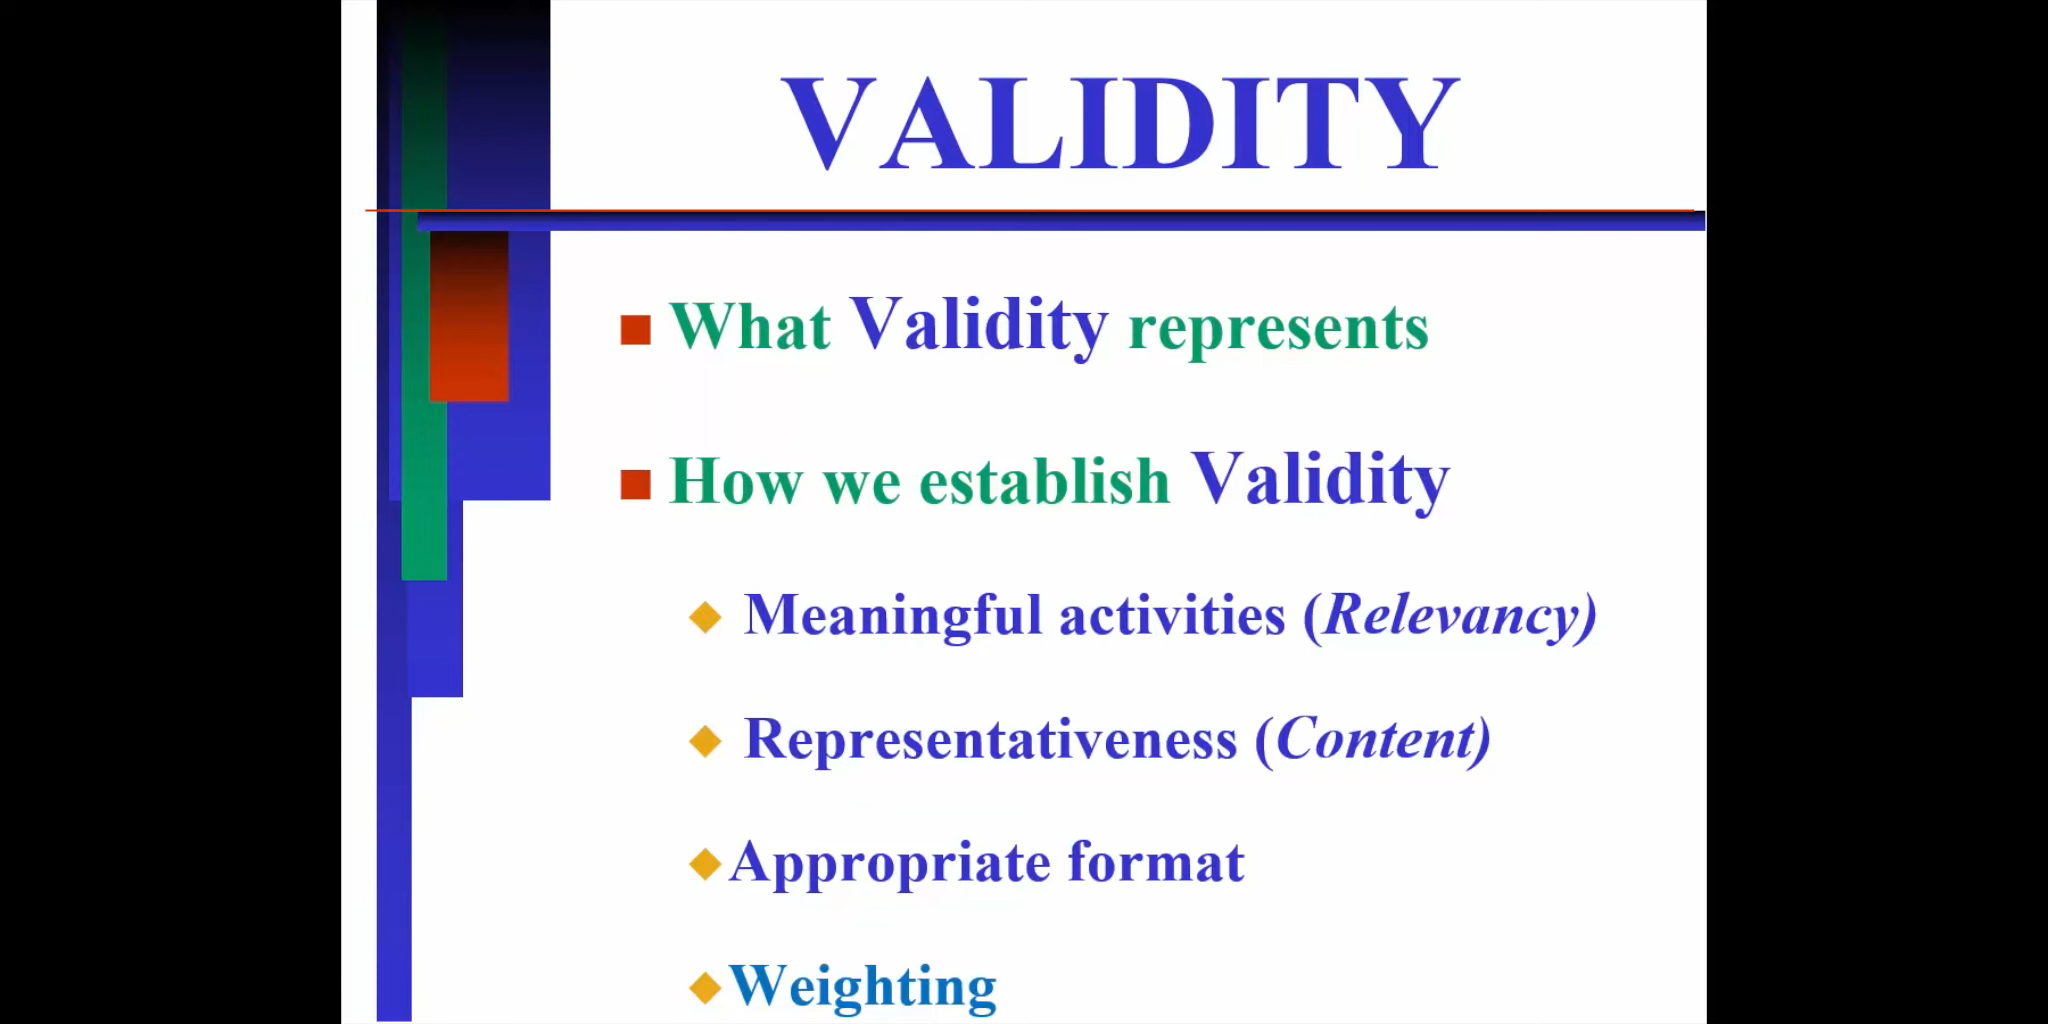 VALIDITY
What Validity represents
How we establish Validity
Meaningful activities (Relevancy)
Representativeness (Content)
Appropriate format
Weighting